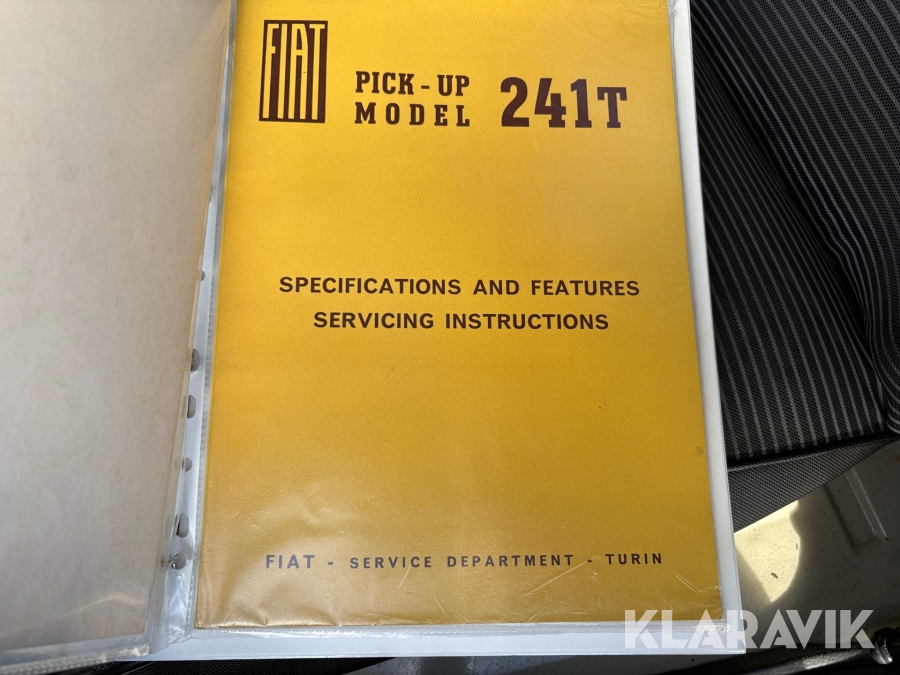 FIAT
PICK-UP
MODEL 241T
SPECIFICATIONS AND FEATURES
SERVICING INSTRUCTIONS
FIAT - SERVICE DEPARTMENT - TURIN
KLARAVIK